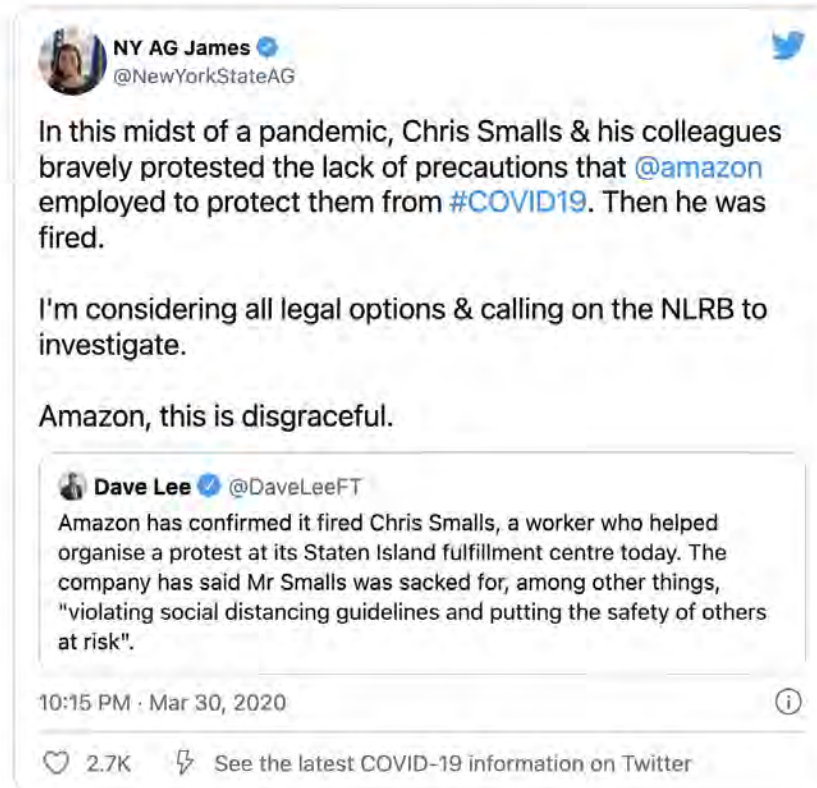 NY AG James
@NewYorkStateAG
In this midst of a pandemic, Chris Smalls & his colleagues
bravely protested the lack of precautions that @amazon
employed to protect them from #COVID19. Then he was
fired.
I'm considering all legal options & calling on the NLRB to
investigate.
Amazon, this is disgraceful.
Dave Lee @DaveLeeFT
Amazon has confirmed it fired Chris Smalls, a worker who helped
organise a protest at its Staten Island fulfillment centre today. The
company has said Mr Smalls was sacked for, among other things,
"violating social distancing guidelines and putting the safety of others
at risk".
10:15 PM · Mar 30, 2020
2.7K See the latest COVID-19 information on Twitter